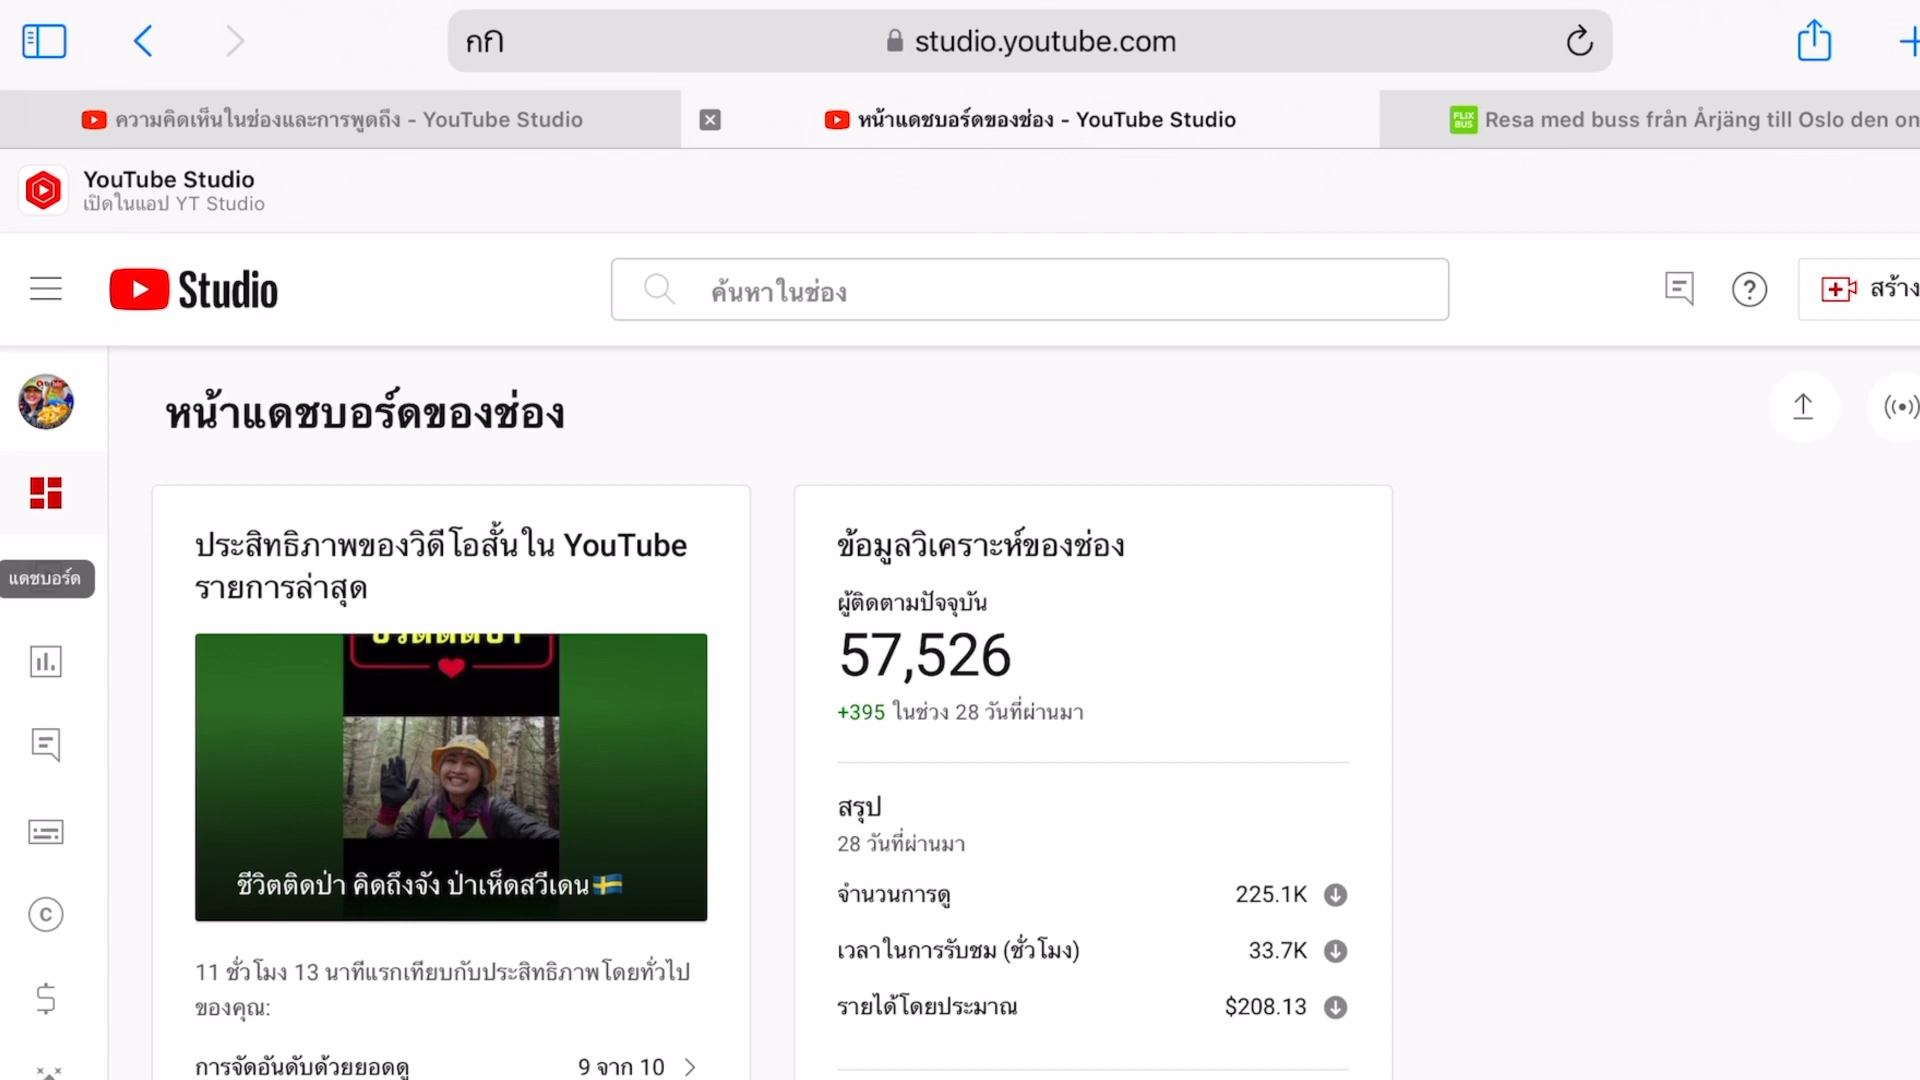 กกิ
studio.youtube.com
ความคิดเห็นในช่องและการพูดถึง - YouTube Studio
หน้าแดชบอร์ดของช่อง - YouTube Studio
FLiX BUS
Resa med buss från Årjäng till Oslo den on
YouTube Studio
เปิดในแอป YT Studio
Studio
ค้นหาในช่อง
สร้าง
หน้าแดชบอร์ดของช่อง
แดชบอร์ด
ประสิทธิภาพของวิดีโอสั้นใน YouTube
รายการล่าสุด
ชีวิตติดป่า คิดถึงจัง ป่าเห็ดสวีเดน🇸🇪
11 ชั่วโมง 13 นาทีแรกเทียบกับประสิทธิภาพโดยทั่วไป
ของคุณ:
การจัดอันดับด้วยยอดดู 9 จาก 10
ข้อมูลวิเคราะห์ของช่อง
ผู้ติดตามปัจจุบัน
57,526
+395 ในช่วง 28 วันที่ผ่านมา
สรุป
28 วันที่ผ่านมา
จำนวนการดู 225.1K
เวลาในการรับชม (ชั่วโมง) 33.7K
รายได้โดยประมาณ $208.13